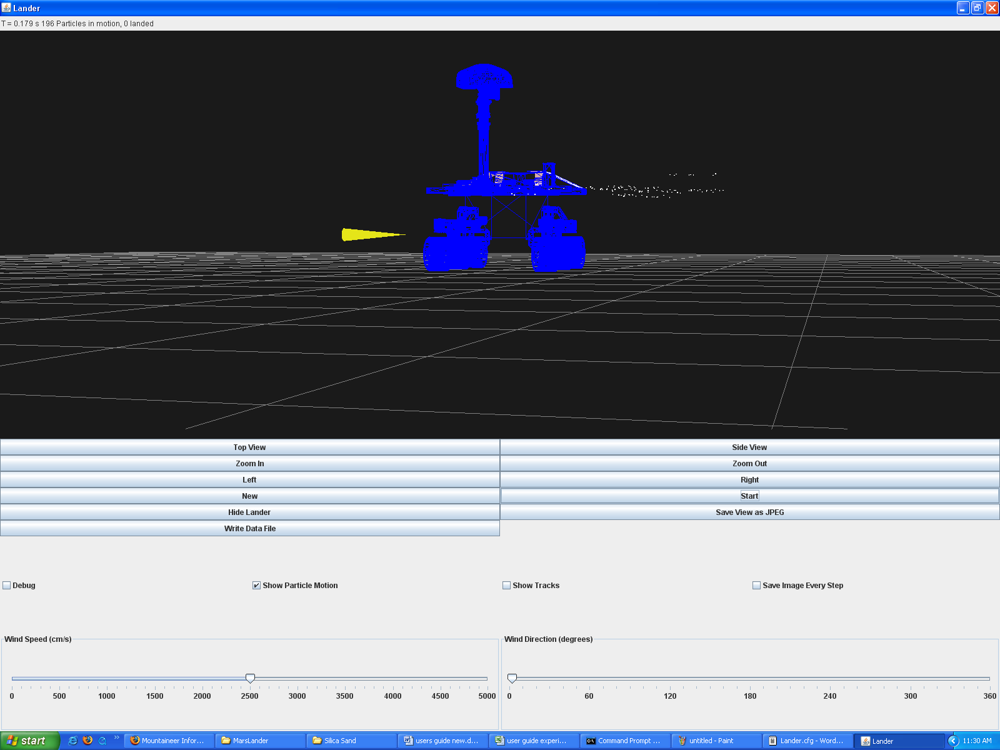 Lander
T = 0.179 s 196 Particles in motion, 0 landed
Top View
Side View
Zoom In
Zoom Out
Left
Right
New
Start
Hide Lander
Save View as JPEG
Write Data File
Debug
Show Particle Motion
Show Tracks
Save Image Every Step
Wind Speed (cm/s)
Wind Direction (degrees)
0 500 1000 1500 2000 2500 3000 3500 4000 4500 5000
0 60 120 180 240 300 360
start
Mountaineer Infor...
MarsLander
Silica Sand
users guide new.d...
user guide experi...
Command Prompt ...
untitled - Paint
Lander.cfg - Word...
Lander
11:30 AM